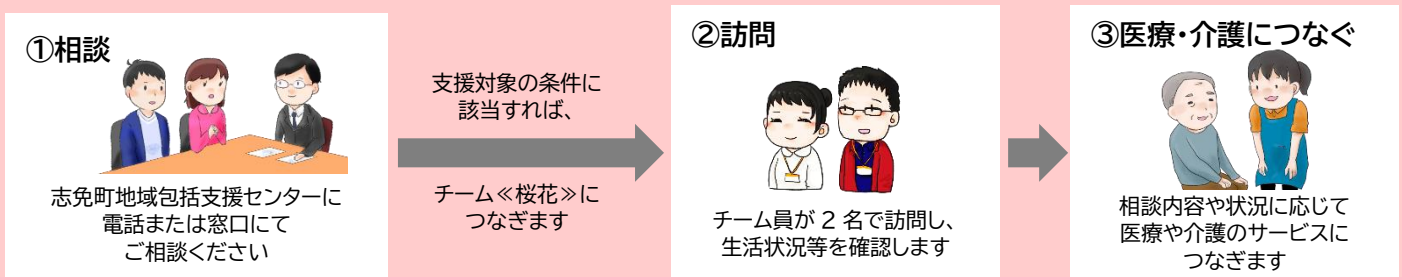 ①相談
志免町地域包括支援センターに
電話または窓口にて
ご相談ください
支援対象の条件に
該当すれば、
チーム≪桜花≫に
つなぎます
②訪問
チーム員が 2 名で訪問し、
生活状況等を確認します
③医療・介護につなぐ
相談内容や状況に応じて
医療や介護のサービスに
つなぎます